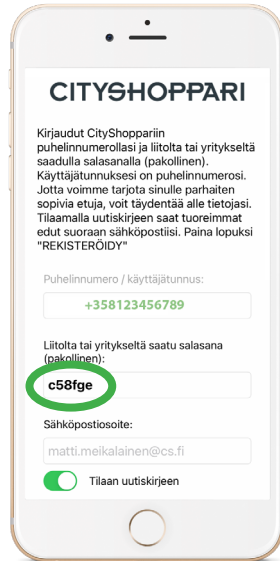 CITYSHOPPARI
Kirjaudut CityShoppariin
puhelinnumerollasi ja liitolta tai yritykseltä
saadulla salasanalla (pakollinen).
Käyttäjätunnuksesi on puhelinnumerosi.
Jotta voimme tarjota sinulle parhaiten
sopivia etuja, voit täydentää alle tietojasi.
Tilaamalla uutiskirjeen saat tuoreimmat
edut suoraan sähköpostiisi. Paina lopuksi
"REKISTERÖIDY"
Puhelinnumero / käyttäjätunnus:
+358123456789
Liitolta tai yritykseltä saatu salasana
(pakollinen):
c58fge
Sähköpostiosoite:
matti.meikalainen@cs.fi
Tilaan uutiskirjeen